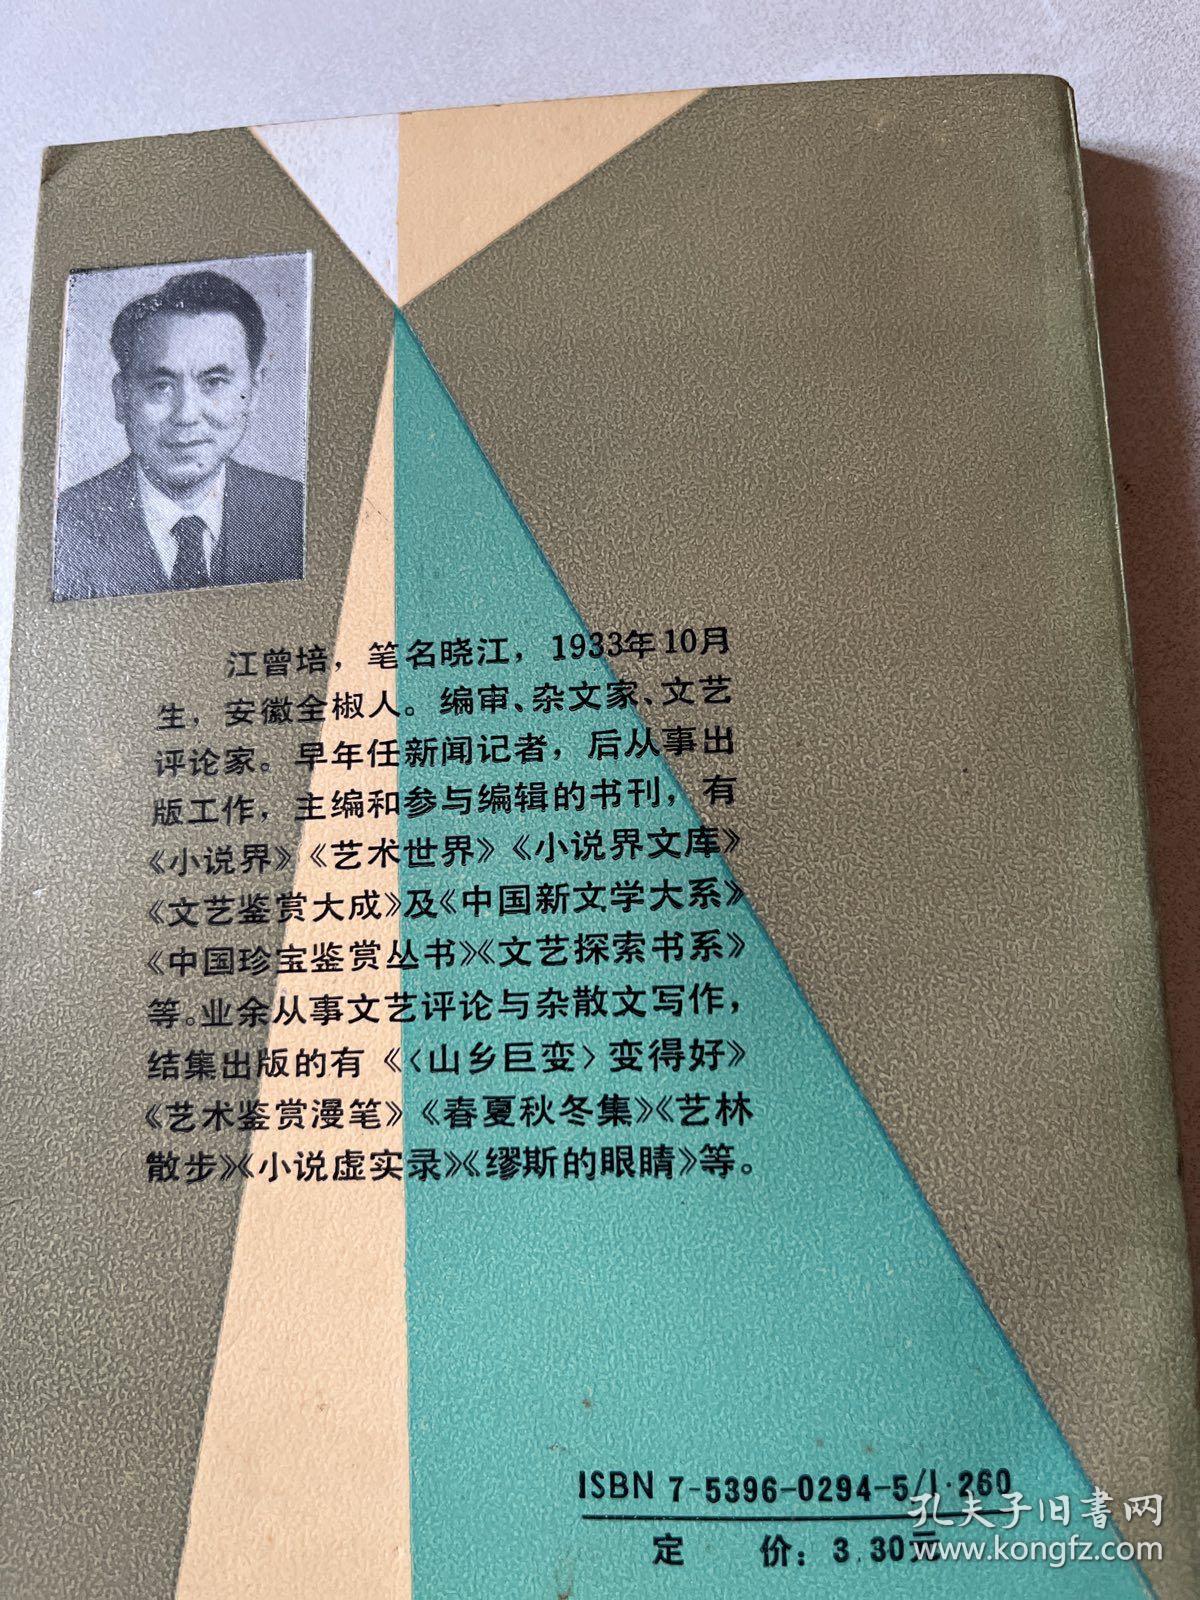 江曾培，笔名晓江，1933年10月
生，安徽全椒人。编审、杂文家、文艺
评论家。早年任新闻记者，后从事出
版工作，主编和参与编辑的书刊，有
《小说界》《艺术世界》《小说界文库》
《文艺鉴赏大成》及《中国新文学大系》
《中国珍宝鉴赏丛书》《文艺探索书系》
等。业余从事文艺评论与杂散文写作，
结集出版的有《〈山乡巨变〉变得好》
《艺术鉴赏漫笔》《春夏秋冬集》《艺林
散步》《小说虚实录》《缪斯的眼睛》等。
ISBN 7-5396-0294-5/I·260
定 价：3.30元
孔夫子旧书网
www.kongfz.com